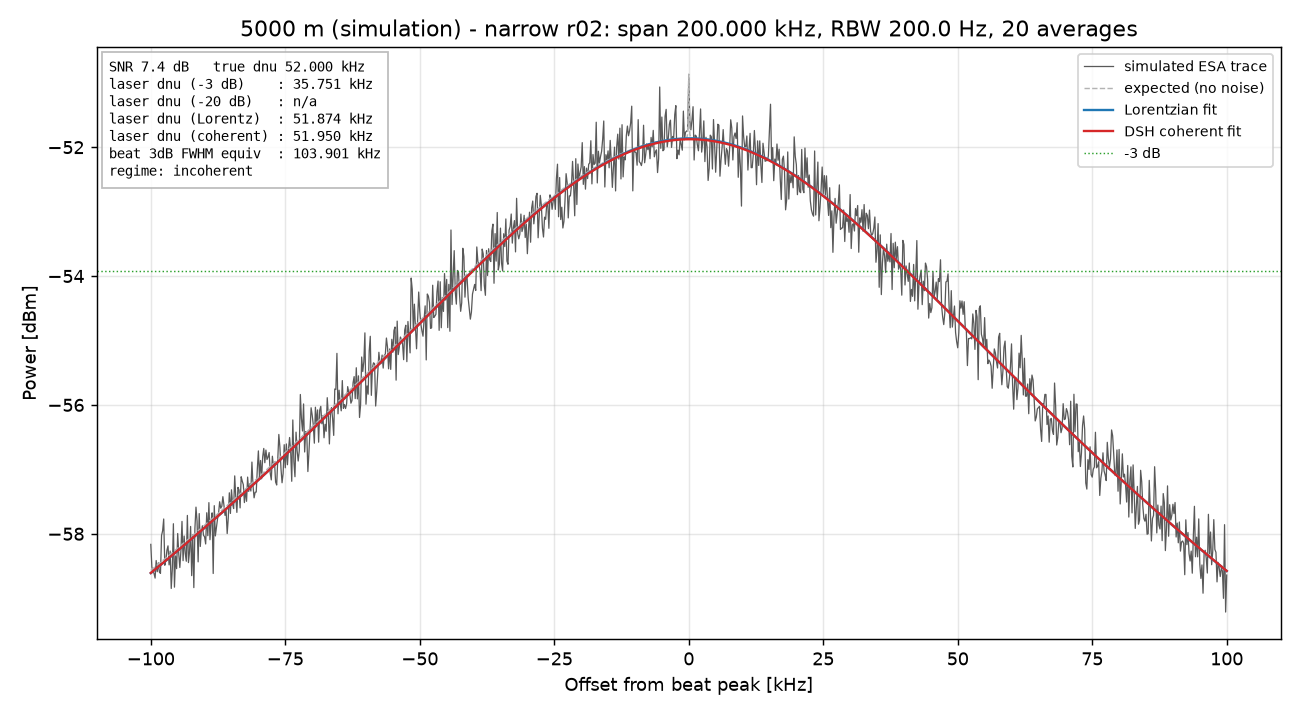 5000 m (simulation) - narrow r02: span 200.000 kHz, RBW 200.0 Hz, 20 averages
SNR 7.4 dB   true dnu 52.000 kHz
laser dnu (-3 dB)    : 35.751 kHz
laser dnu (-20 dB)   : n/a
laser dnu (Lorentz)  : 51.874 kHz
laser dnu (coherent) : 51.950 kHz
beat 3dB FWHM equiv  : 103.901 kHz
regime: incoherent
simulated ESA trace
expected (no noise)
Lorentzian fit
DSH coherent fit
-3 dB
Power [dBm]
−52
−54
−56
−58
−100
−75
−50
−25
0
25
50
75
100
Offset from beat peak [kHz]